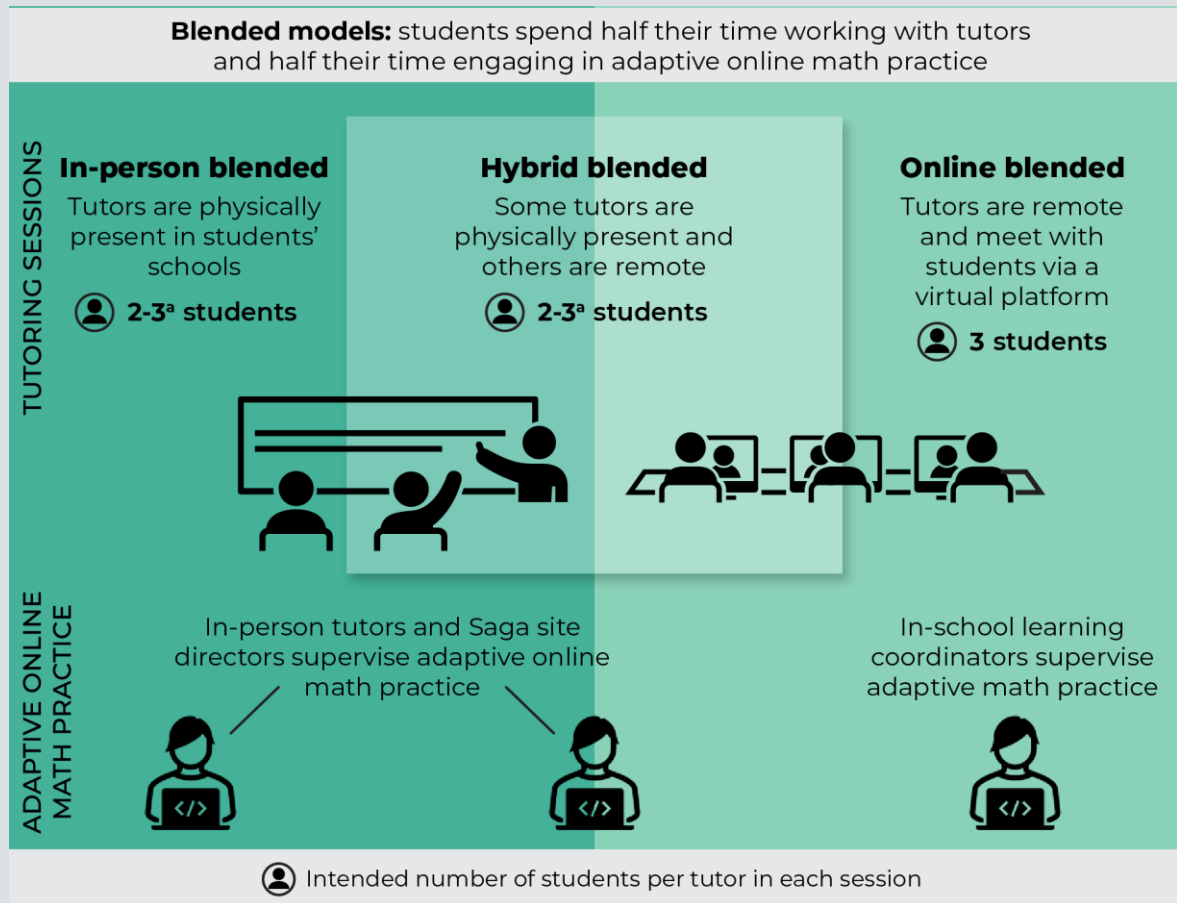 Blended models: students spend half their time working with tutors
and half their time engaging in adaptive online math practice
TUTORING SESSIONS
In-person blended
Tutors are physically
present in students’
schools
2-3ᵃ students
Hybrid blended
Some tutors are
physically present and
others are remote
2-3ᵃ students
Online blended
Tutors are remote
and meet with
students via a
virtual platform
3 students
ADAPTIVE ONLINE
MATH PRACTICE
In-person tutors and Saga site
directors supervise adaptive online
math practice
In-school learning
coordinators supervise
adaptive math practice
</>
</>
</>
Intended number of students per tutor in each session